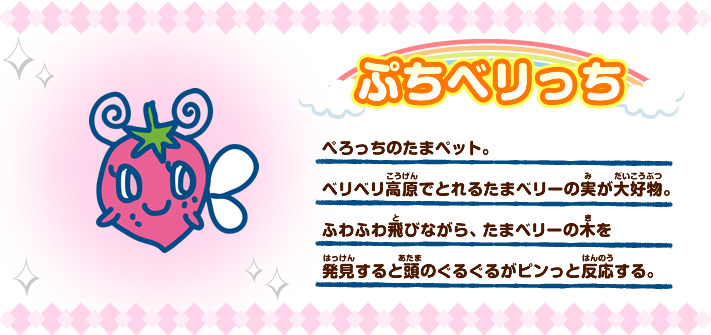 ぷちべりっち
ぺろっちのたまペット。
ベリベリ高原でとれるたまベリーの実が大好物。
ふわふわ飛びながら、たまベリーの木を
発見すると頭のぐるぐるがピンっと反応する。